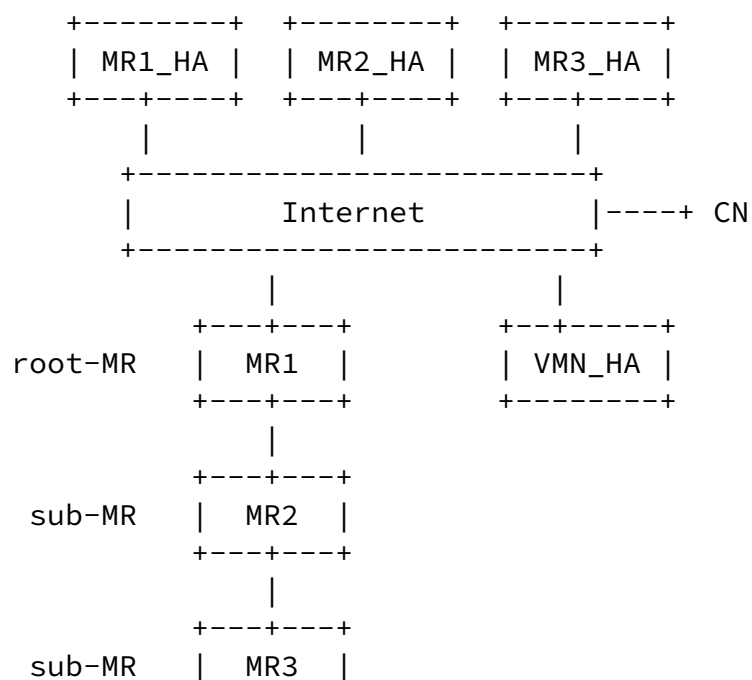 +--------+  +--------+  +--------+
| MR1_HA |  | MR2_HA |  | MR3_HA |
+---+----+  +---+----+  +---+----+
|           |           |
+-------------------------+
|        Internet         |----+ CN
+-------------------------+
|               |
+---+---+        +--+-----+
root-MR   |  MR1  |        | VMN_HA |
+---+---+        +--------+
|
+---+---+
sub-MR   |  MR2  |
+---+---+
|
+---+---+
sub-MR   |  MR3  |